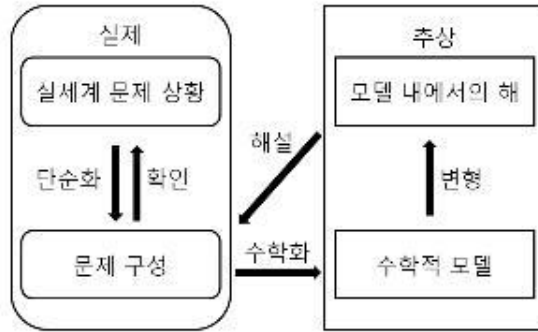 실제
추상
실세계 문제 상황
모델 내에서의 해
해설
단순화
확인
변형
문제 구성
수학화
수학적 모델